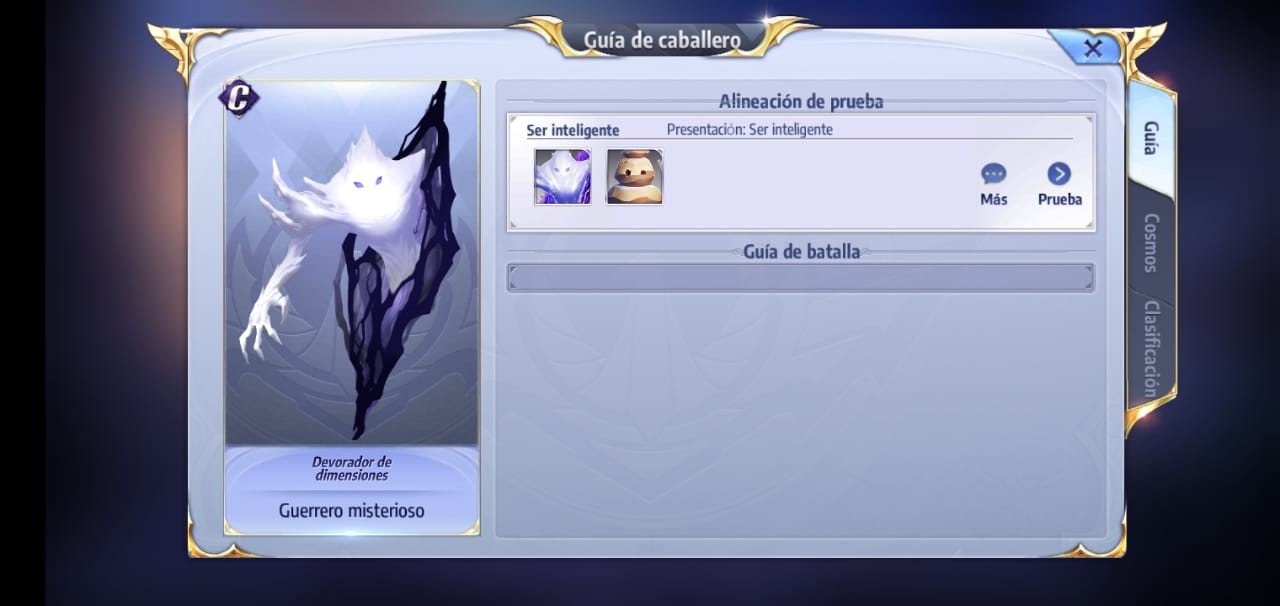 Guía de caballero
C
Alineación de prueba
Ser inteligente
Presentación: Ser inteligente
Más
Prueba
Guía de batalla
Devorador de
dimensiones
Guerrero misterioso
Guía
Cosmos
Clasificación